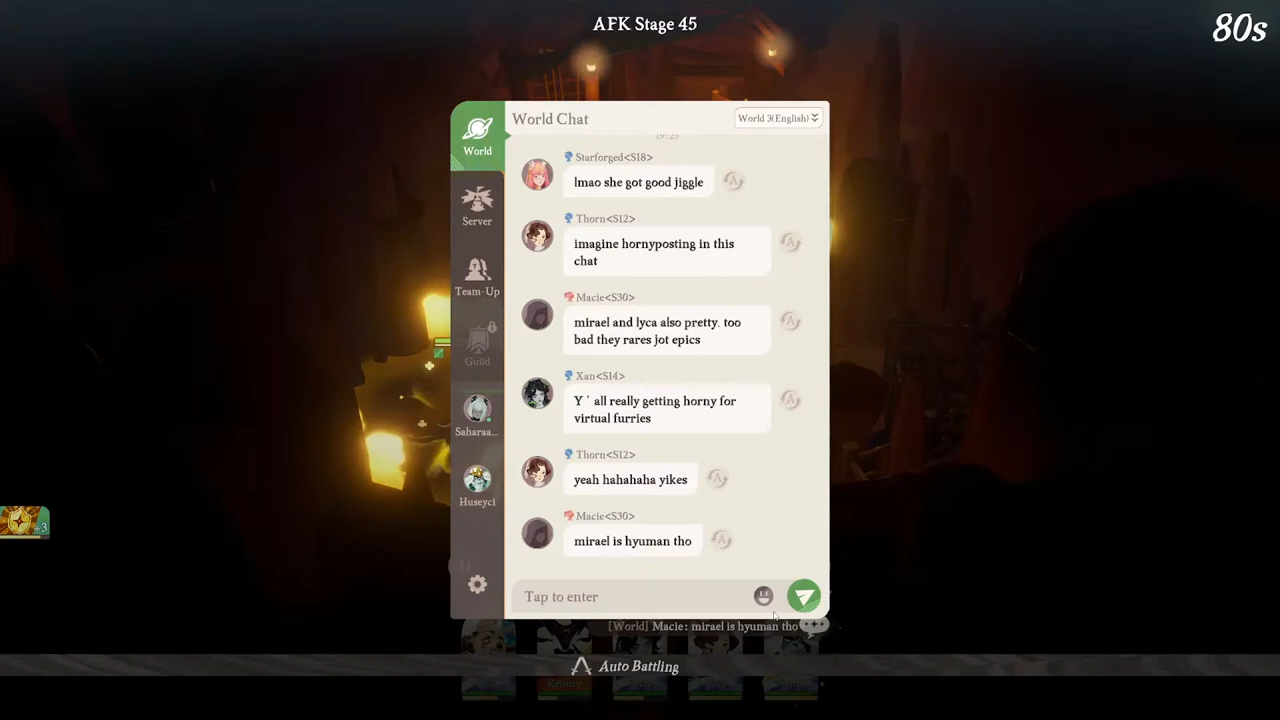 AFK Stage 45
80s
World
World Chat
World 3(English)
Starforged<S18>
lmao she got good jiggle
Server
Thorn<S12>
imagine hornyposting in this
chat
Team-Up
Macie<S30>
mirael and lyca also pretty. too
bad they rares jot epics
Guild
Xan<S14>
Y ' all really getting horny for
virtual furries
Saharaa...
Thorn<S12>
yeah hahahaha yikes
Huseyci
Macie<S30>
mirael is hyuman tho
+3
Tap to enter
[World] Macie: mirael is hyuman tho
Auto Battling